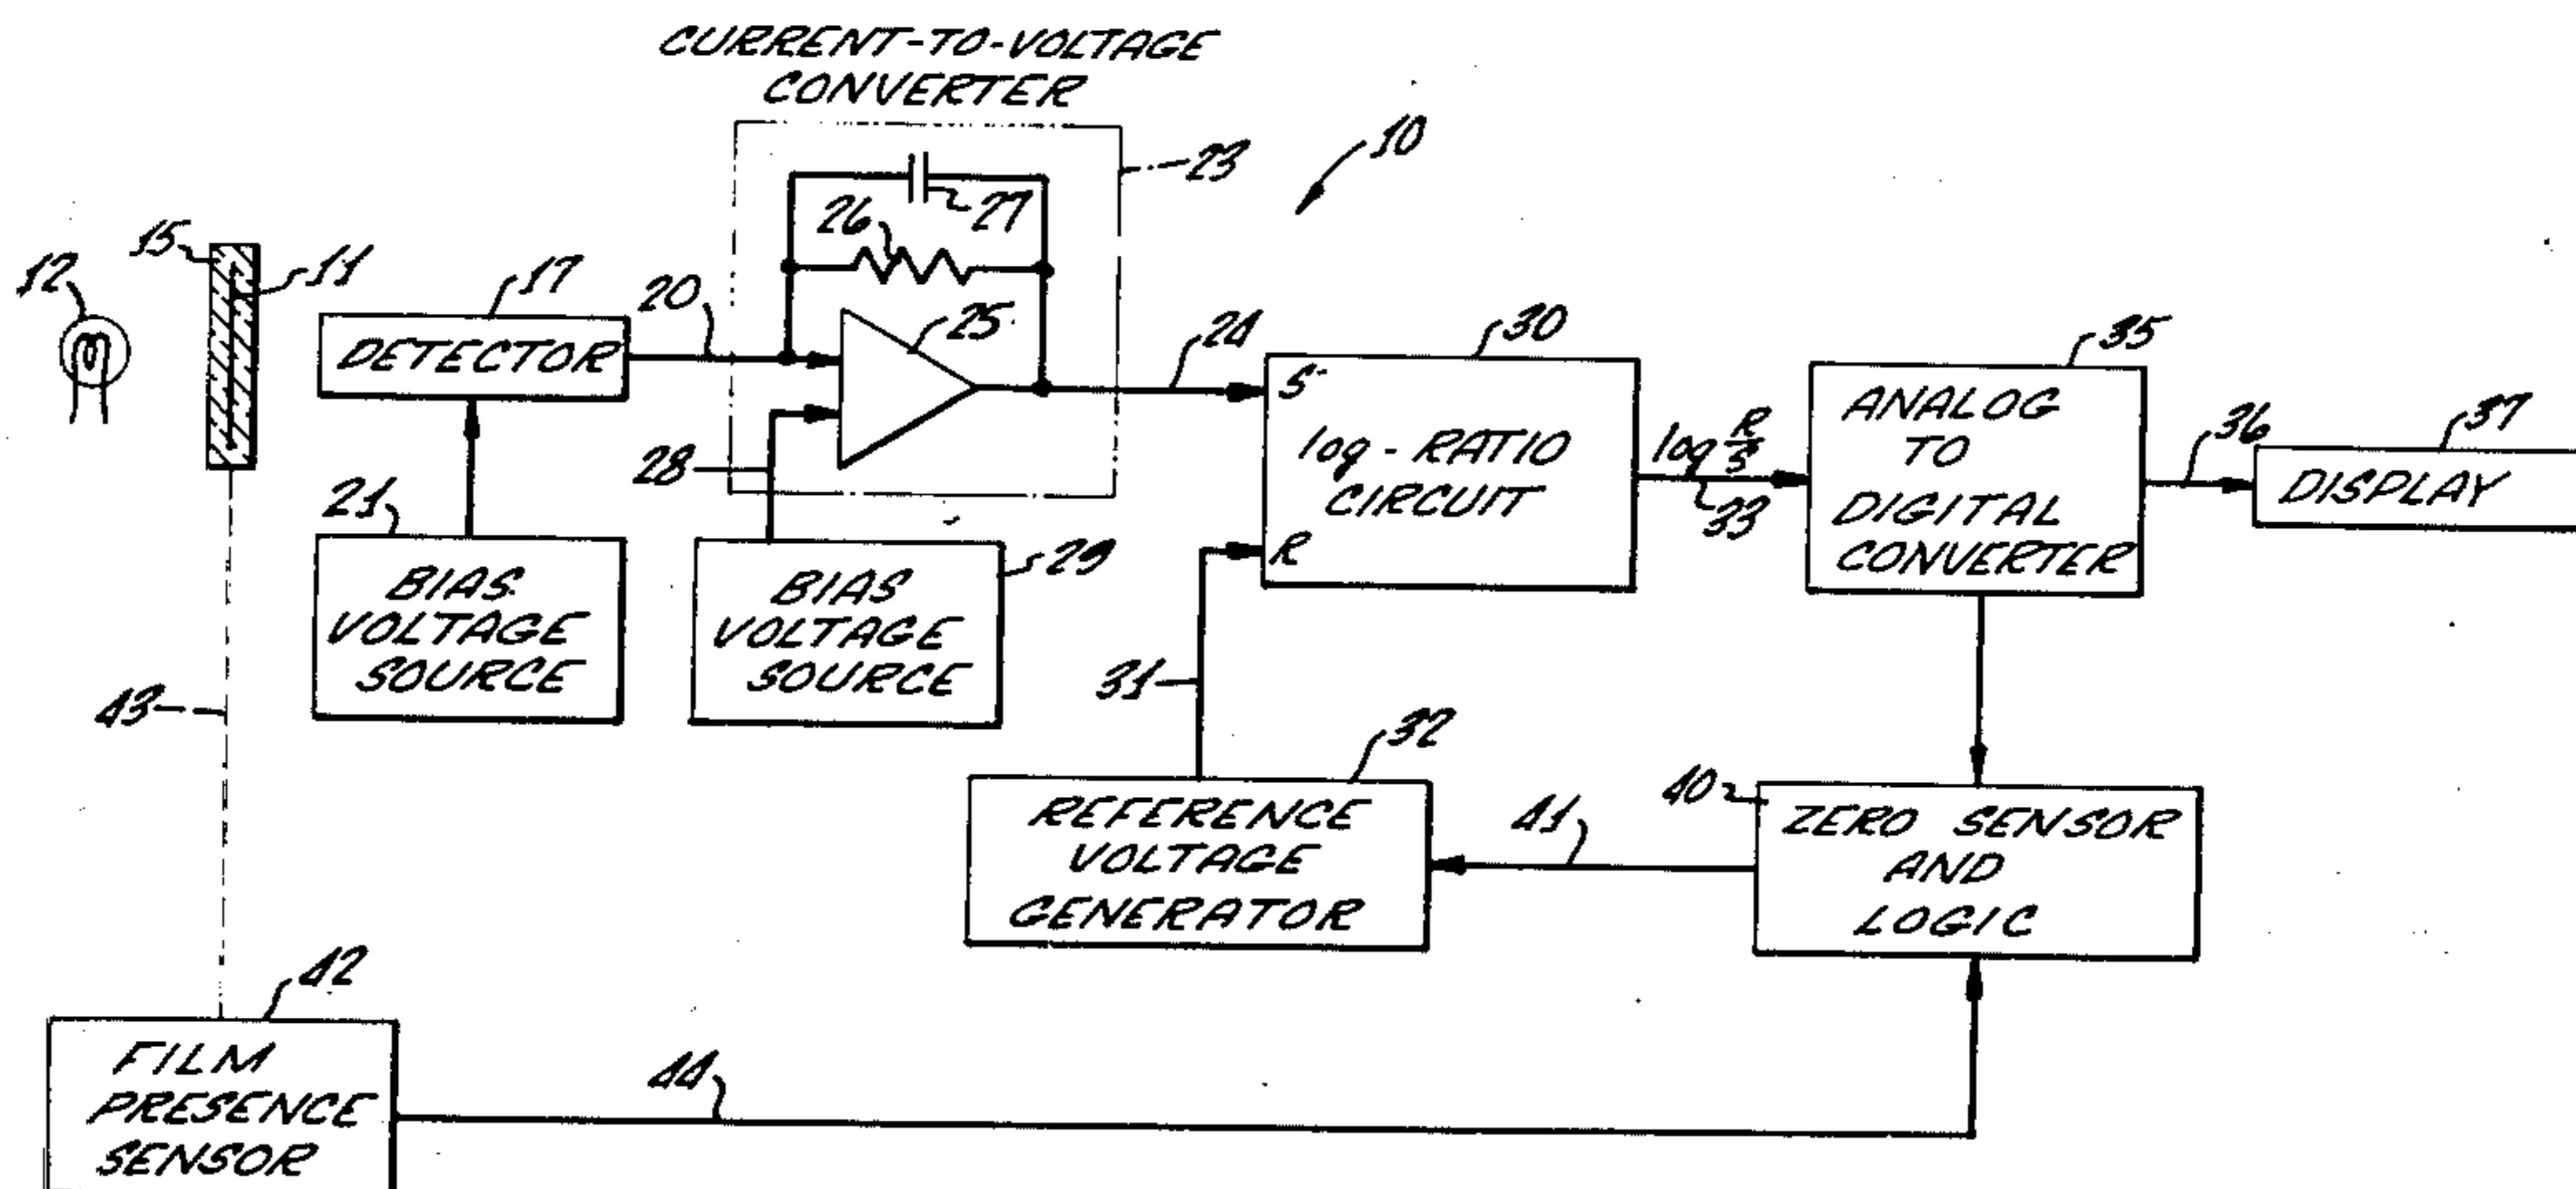 CURRENT-TO-VOLTAGE
CONVERTER
10
23
27
26
15
11
12
17
20
25
24
30
35
DETECTOR
S
log-RATIO
CIRCUIT
R
log R/S
33
ANALOG
TO
DIGITAL
CONVERTER
36
37
DISPLAY
28
21
BIAS
VOLTAGE
SOURCE
29
BIAS
VOLTAGE
SOURCE
31
43
32
REFERENCE
VOLTAGE
GENERATOR
41
40
ZERO SENSOR
AND
LOGIC
42
FILM
PRESENCE
SENSOR
44